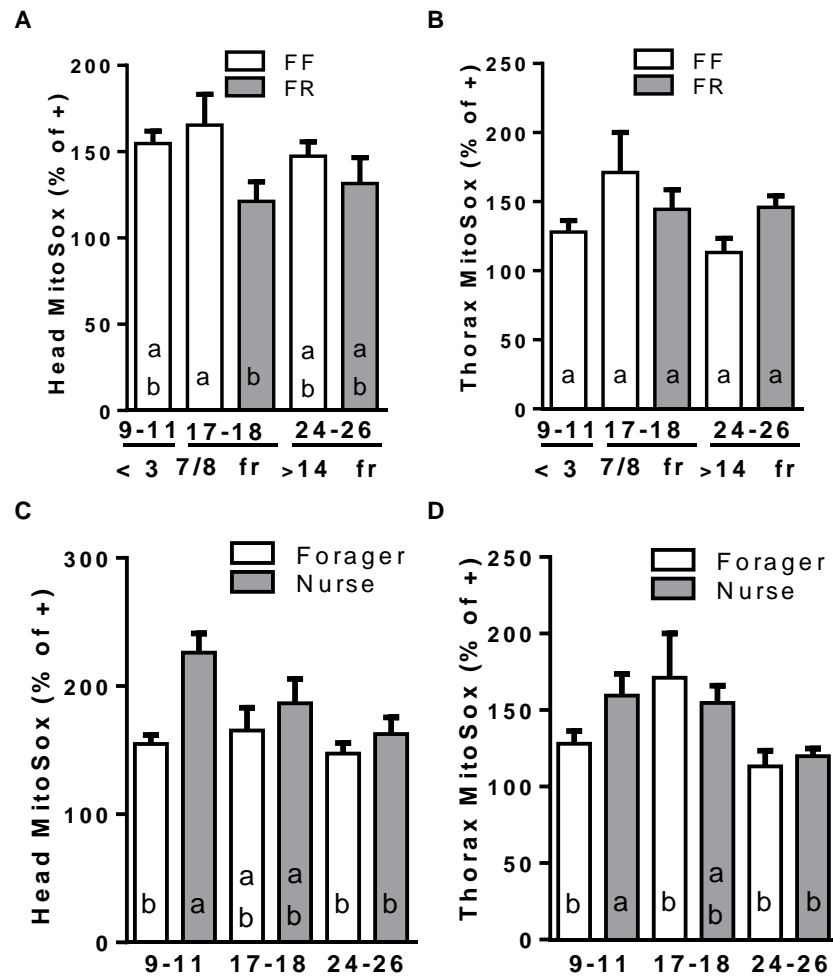 A
Head MitoSox (% of +)
FF
FR
200
150
100
50
0
a b
a
b
a b
a b
9-11 17-18 24-26
< 3 7/8 fr >14 fr
B
Thorax MitoSox (% of +)
FF
FR
250
200
150
100
50
0
a a a a a
9-11 17-18 24-26
< 3 7/8 fr >14 fr
C
Head MitoSox (% of +)
Forager
Nurse
300
200
100
0
b
a
a b
a b
b
b
9-11 17-18 24-26
D
Thorax MitoSox (% of +)
Forager
Nurse
250
200
150
100
50
0
b
a
b
a b
b
b
9-11 17-18 24-26